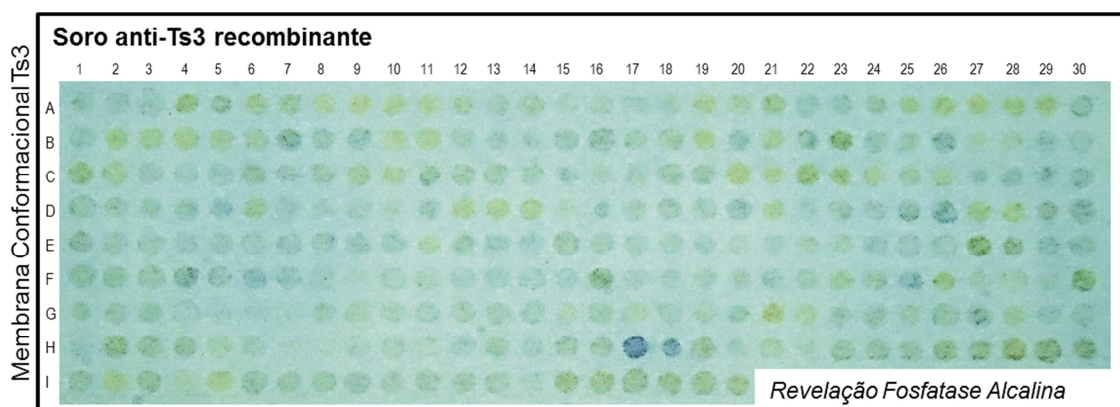 Soro anti-Ts3 recombinante
1 2 3 4 5 6 7 8 9 10 11 12 13 14 15 16 17 18 19 20 21 22 23 24 25 26 27 28 29 30
Membrana Conformacional Ts3
A
B
C
D
E
F
G
H
I
Revelação Fosfatase Alcalina